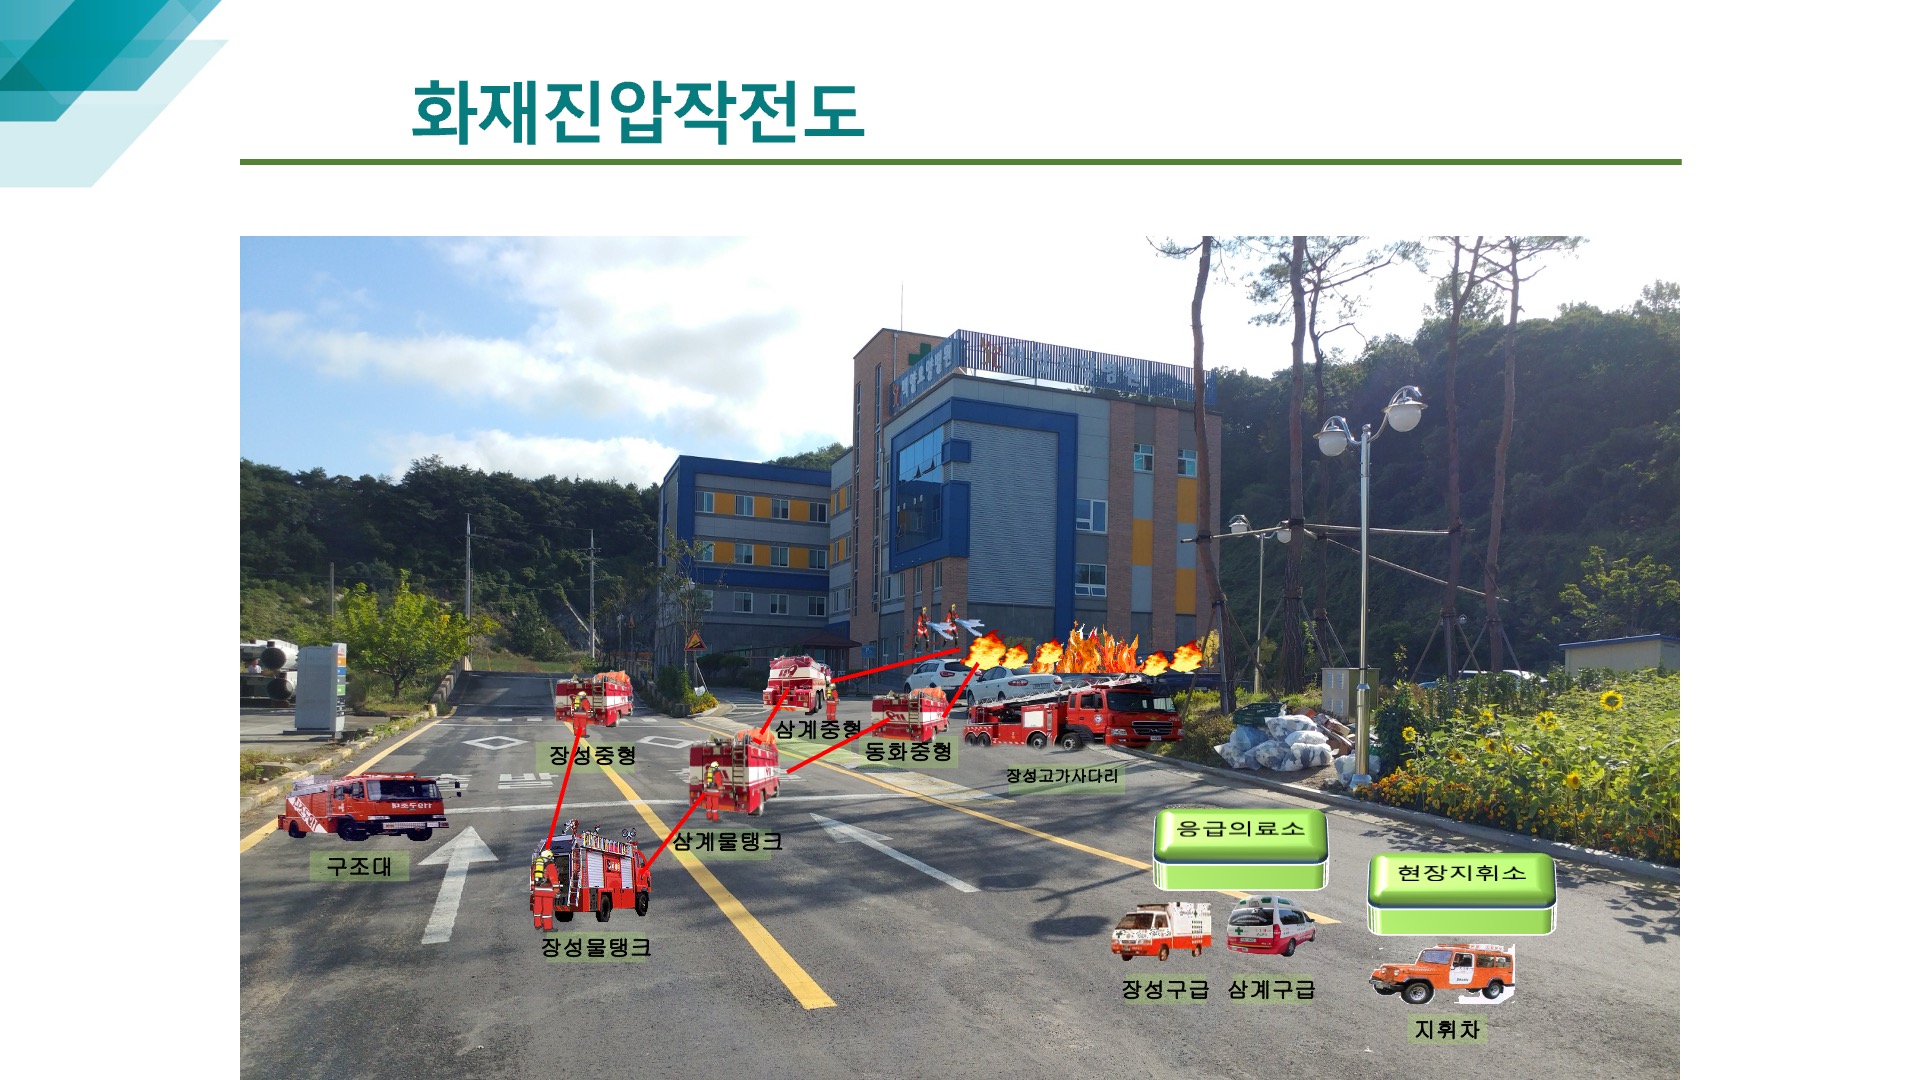 화재진압작전도
삼계중형
장성중형
동화중형
장성고가사다리
삼계물탱크
구조대
장성물탱크
응급의료소
현장지휘소
장성구급
삼계구급
지휘차